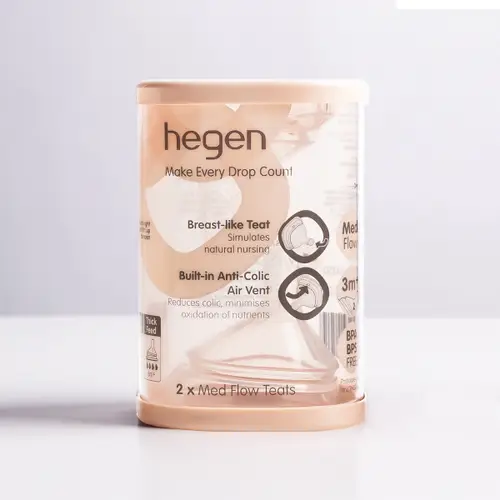 hegen
Make Every Drop Count
Breast-like Teat
Simulates
natural nursing
Built-in Anti-Colic
Air Vent
Reduces colic, minimises
oxidation of nutrients
2 x Med Flow Teats
Med
Flow
3m+
BPA
BPS
FREE
Thick
Feed